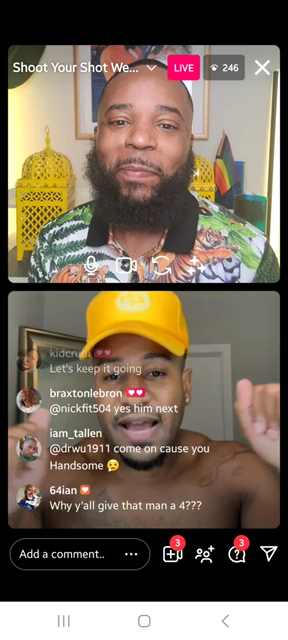 Shoot Your Shot We...
LIVE
246
Let's keep it going
braxtonlebron
@nickfit504 yes him next
iam_tallen
@drwu1911 come on cause you
Handsome
64ian
Why y'all give that man a 4???
Add a comment..
3
3